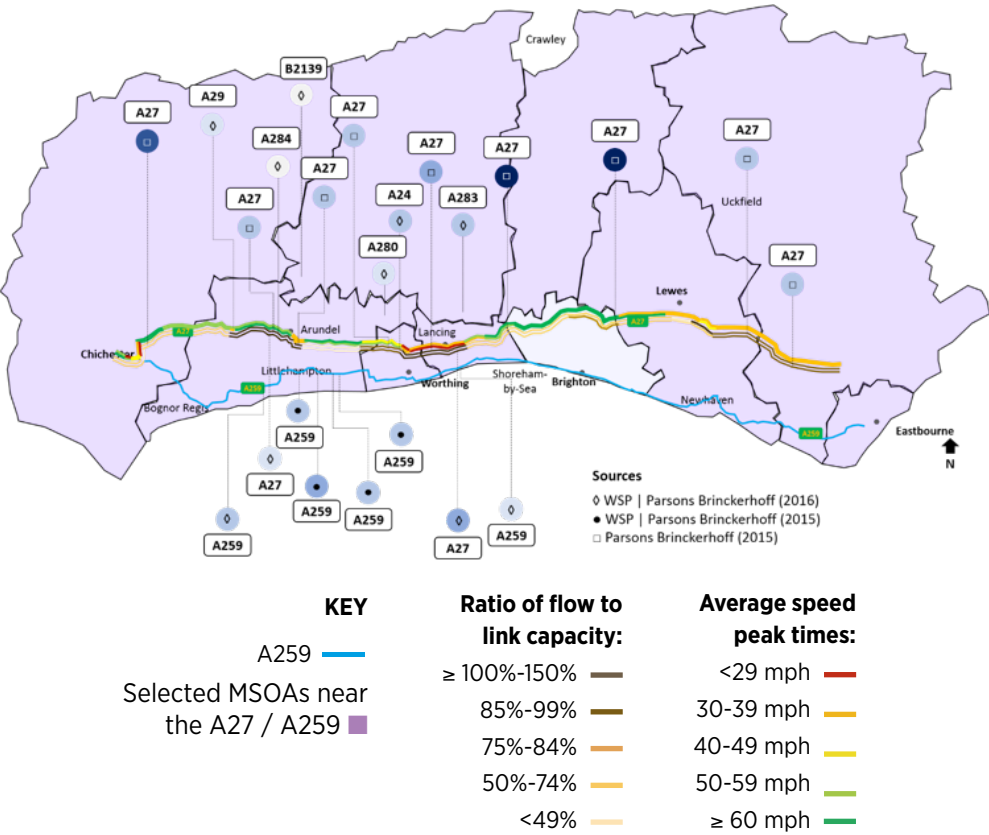 Crawley
B2139
A29
A27
A27
A284
A27
A27
A27
A27
A27
A24
A283
A27
Uckfield
A280
A27
Lewes
A27
A27
Arundel
Lancing
Chichester
Littlehampton
A259
Worthing
Shoreham-
by-Sea
Brighton
Bognor Regis
Newhaven
A259
Eastbourne
N
A259
A259
A27
A259
A259
A259
A27
A259
Sources
◊ WSP | Parsons Brinckerhoff (2016)
● WSP | Parsons Brinckerhoff (2015)
□ Parsons Brinckerhoff (2015)
KEY
A259
Selected MSOAs near
the A27 / A259
Ratio of flow to
link capacity:
≥ 100%-150%
85%-99%
75%-84%
50%-74%
<49%
Average speed
peak times:
<29 mph
30-39 mph
40-49 mph
50-59 mph
≥ 60 mph